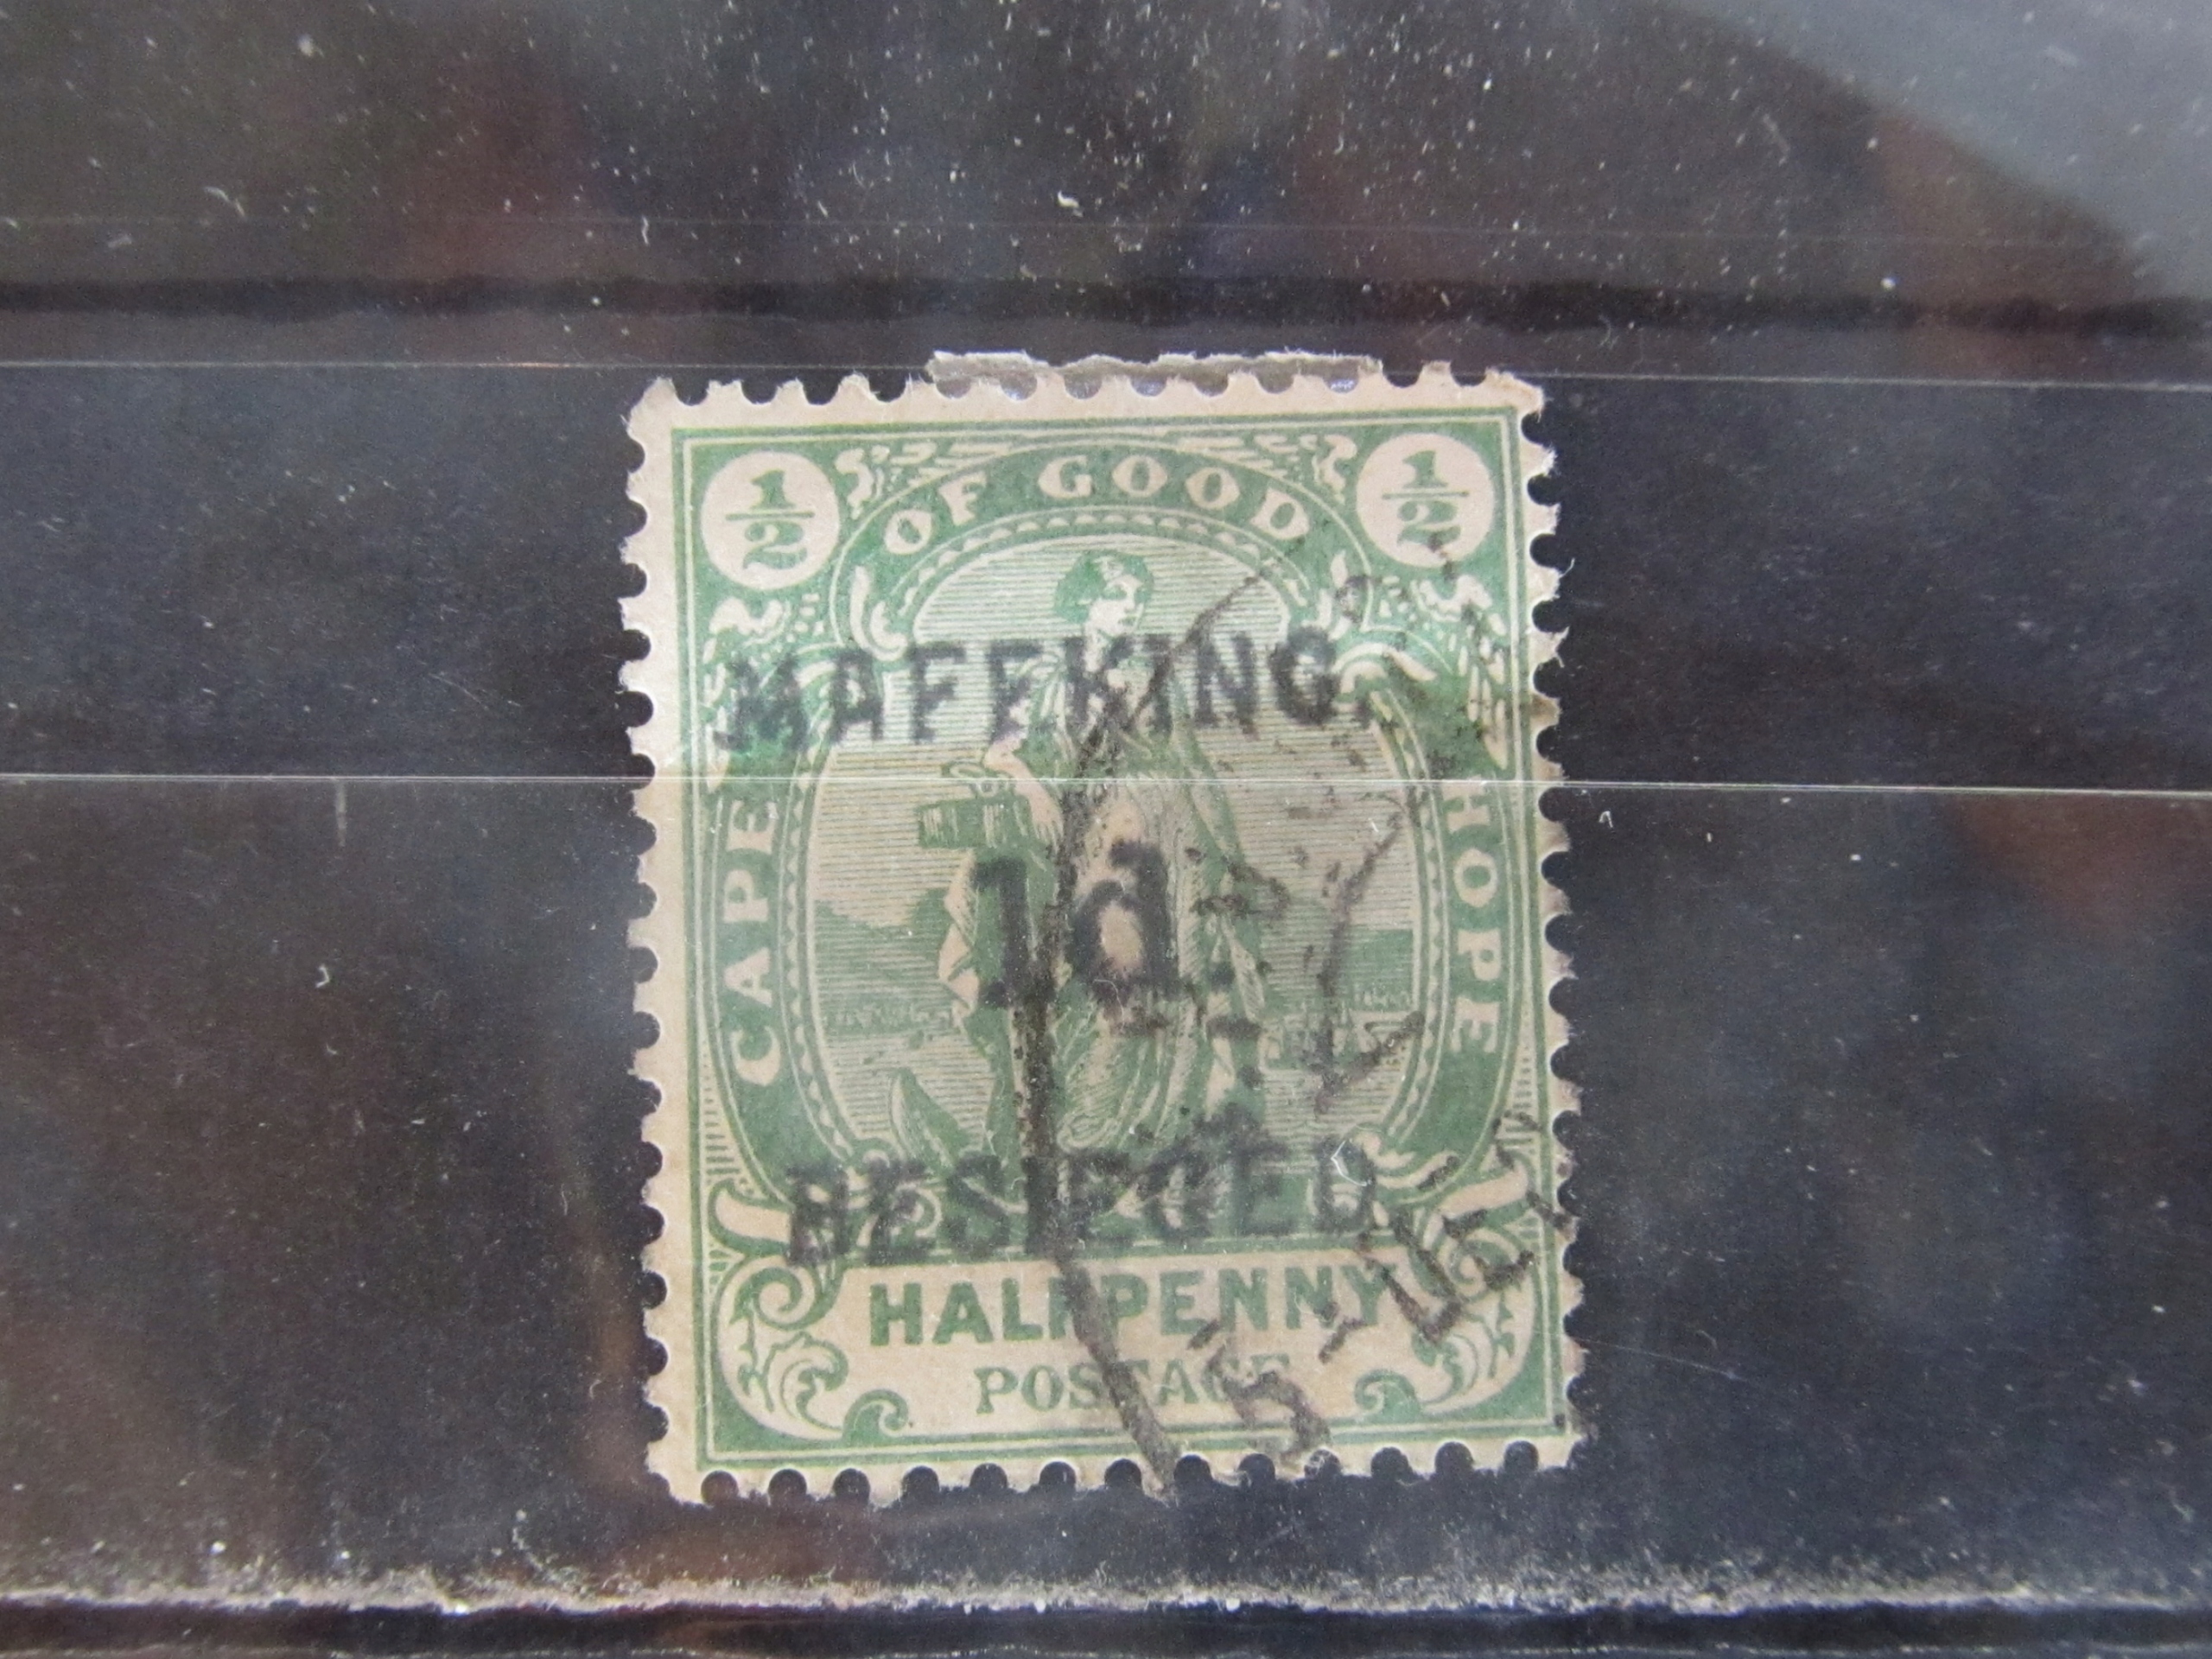 1/2 1/2
CAPE OF GOOD HOPE
MAFEKING,
1d.
BESIEGED
HALFPENNY
POSTAGE